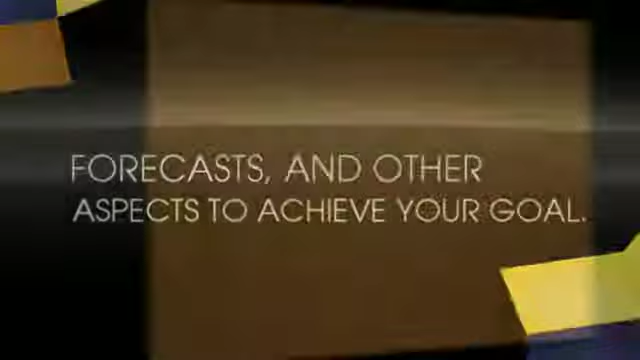 FORECASTS, AND OTHER
ASPECTS TO ACHIEVE YOUR GOAL.